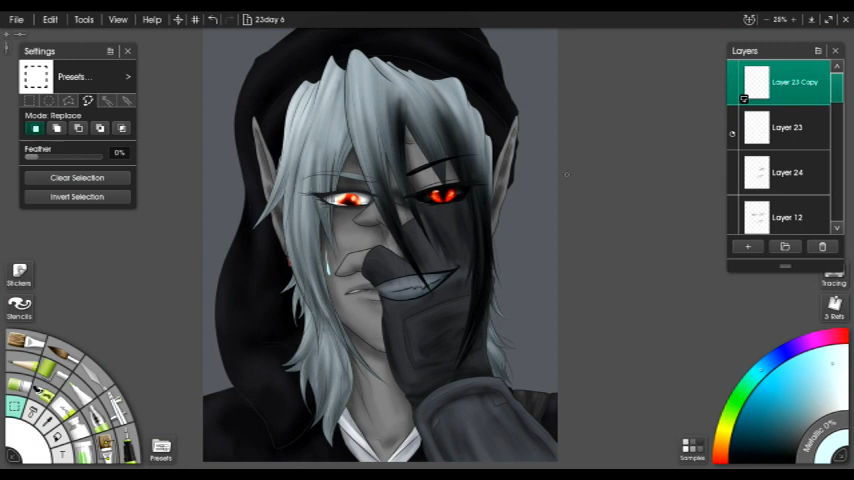 File Edit Tools View Help 23day 6 28%
Settings
Presets...
Mode: Replace
Feather
0%
Clear Selection
Invert Selection
Stickers
Stencils
T
Presets
Layers
Layer 23 Copy
Layer 23
Layer 24
Layer 12
Tracing
3 Refs
Samples
Metallic 0%